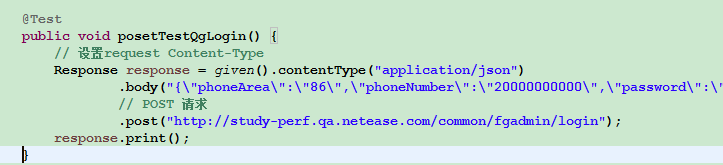 @Test
public void posetTestQgLogin() {
// 设置request Content-Type
Response response = given().contentType("application/json")
.body("{\"phoneArea\":\"86\",\"phoneNumber\":\"20000000000\",\"password\":\"
// POST 请求
.post("http://study-perf.qa.netease.com/common/fgadmin/login");
response.print();
}